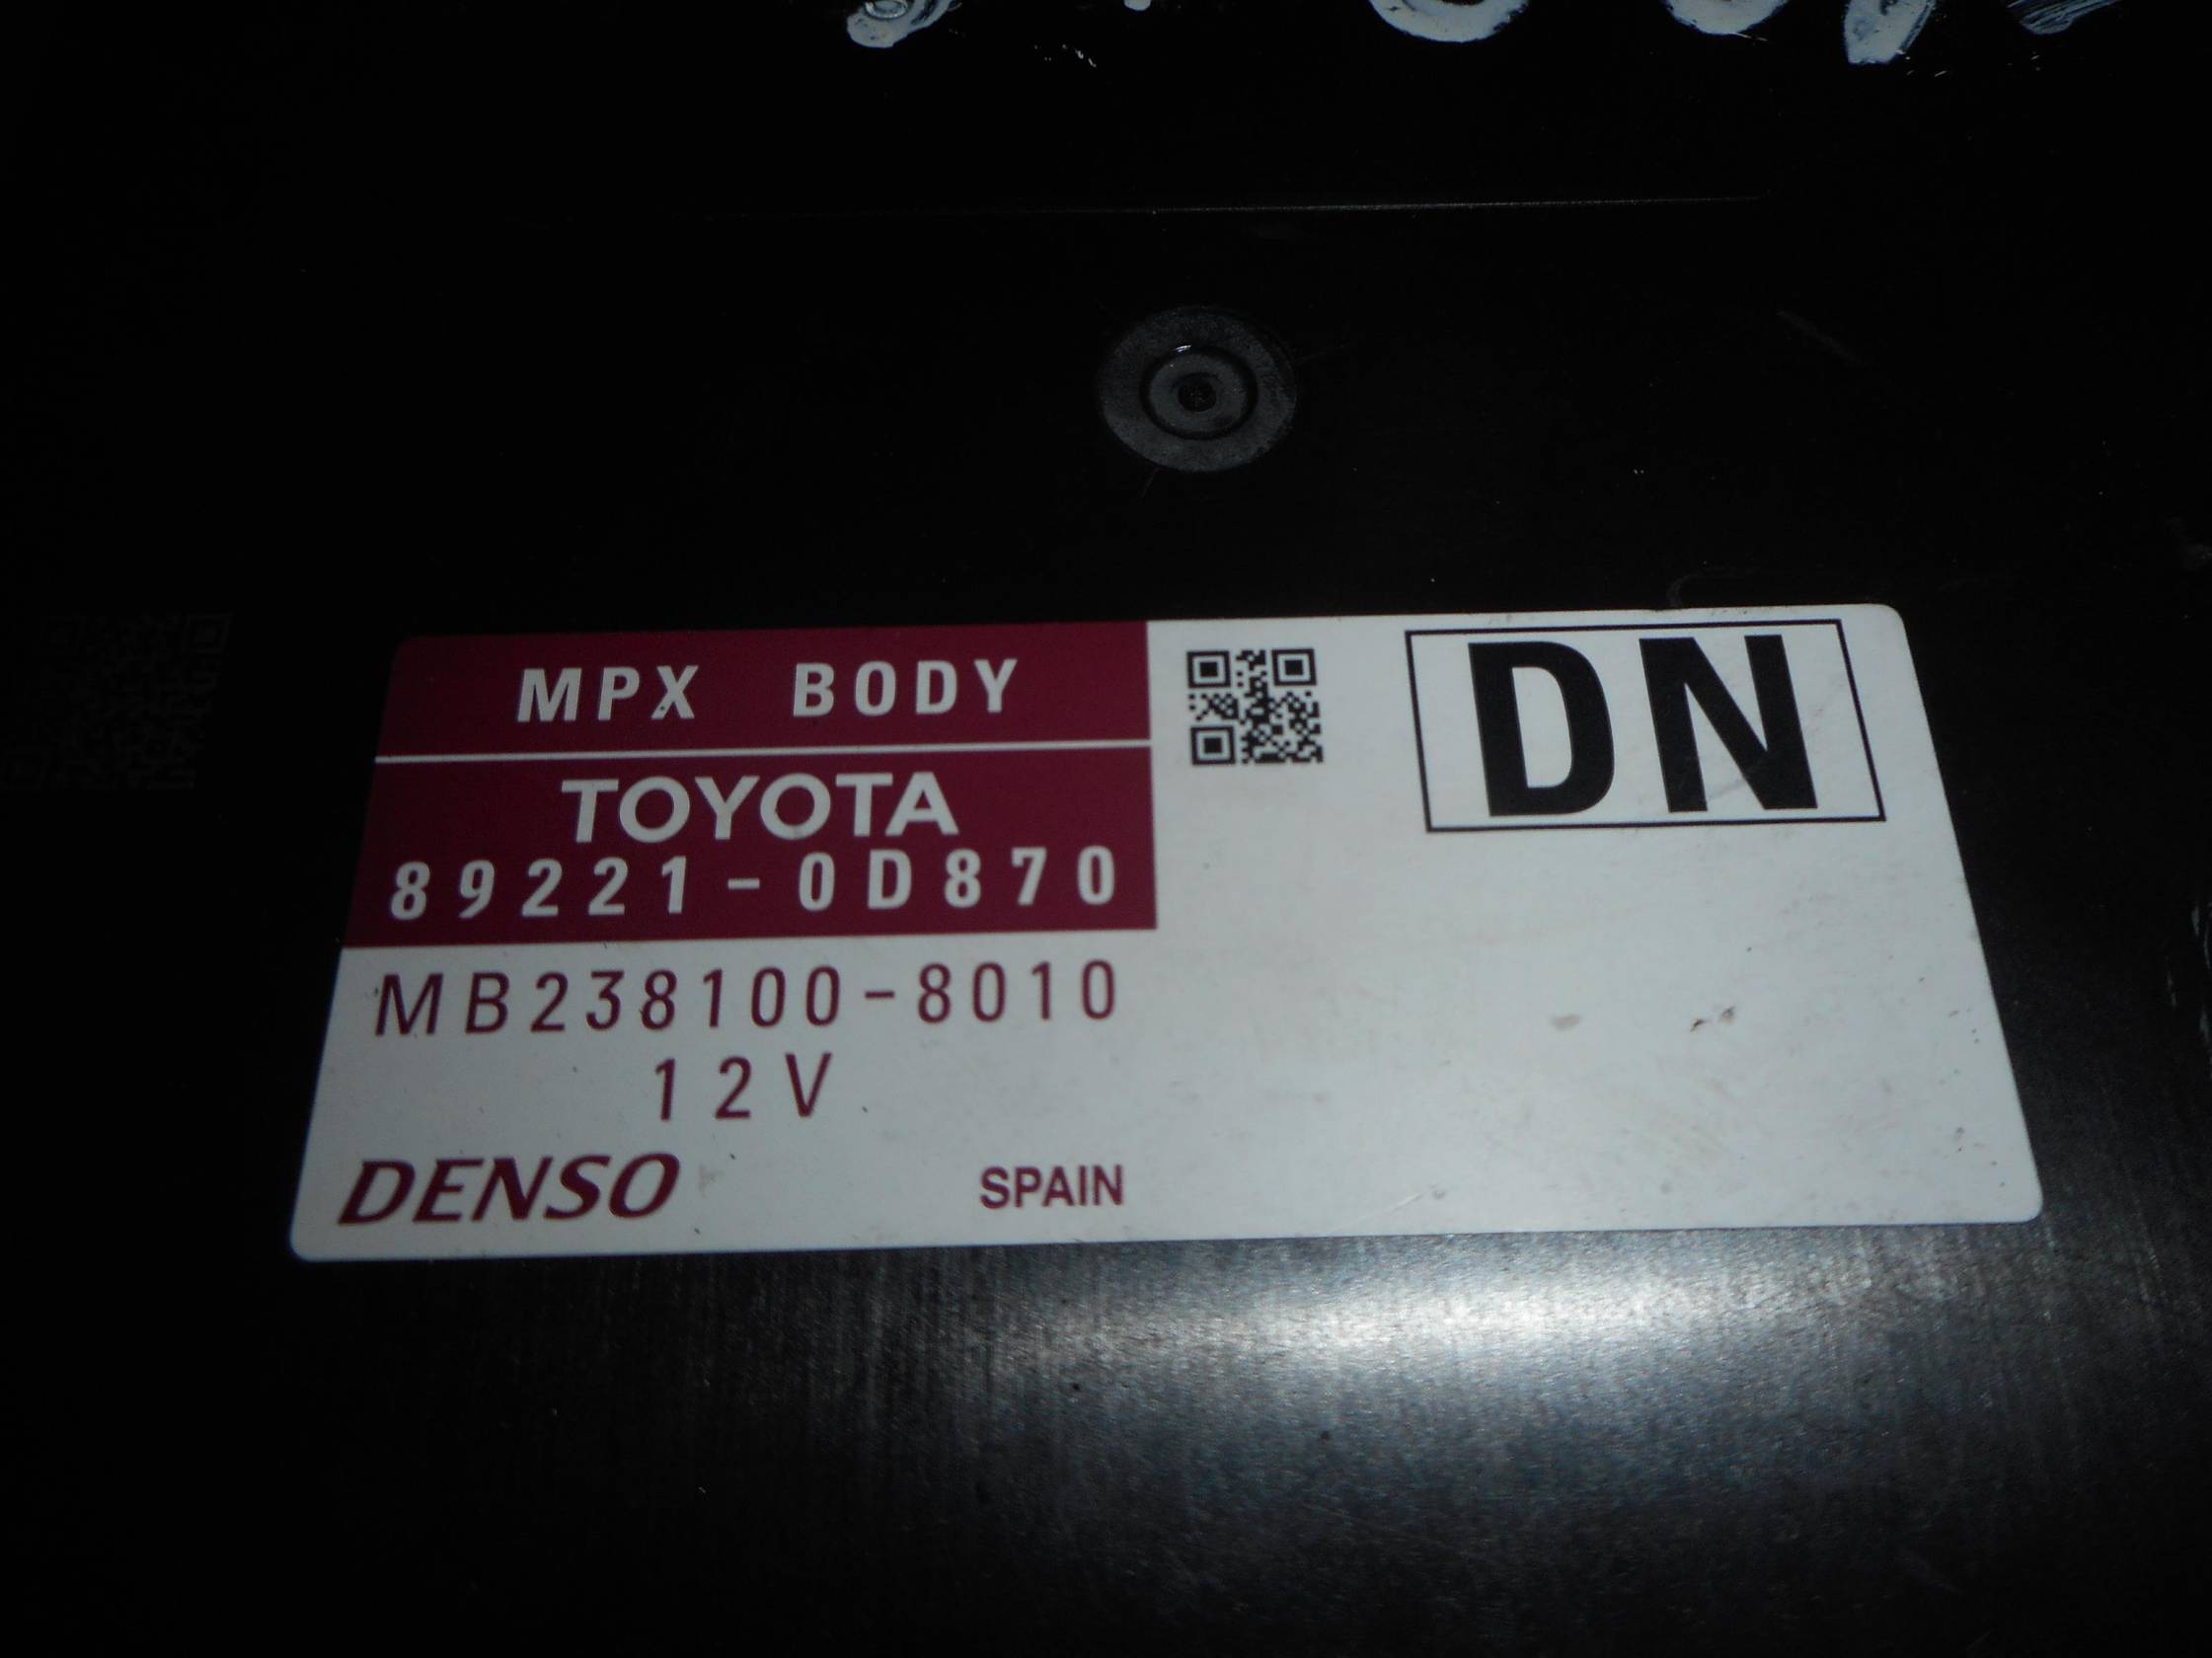 MPX BODY
TOYOTA
89221-0D870
MB238100-8010
12V
DENSO
SPAIN
DN